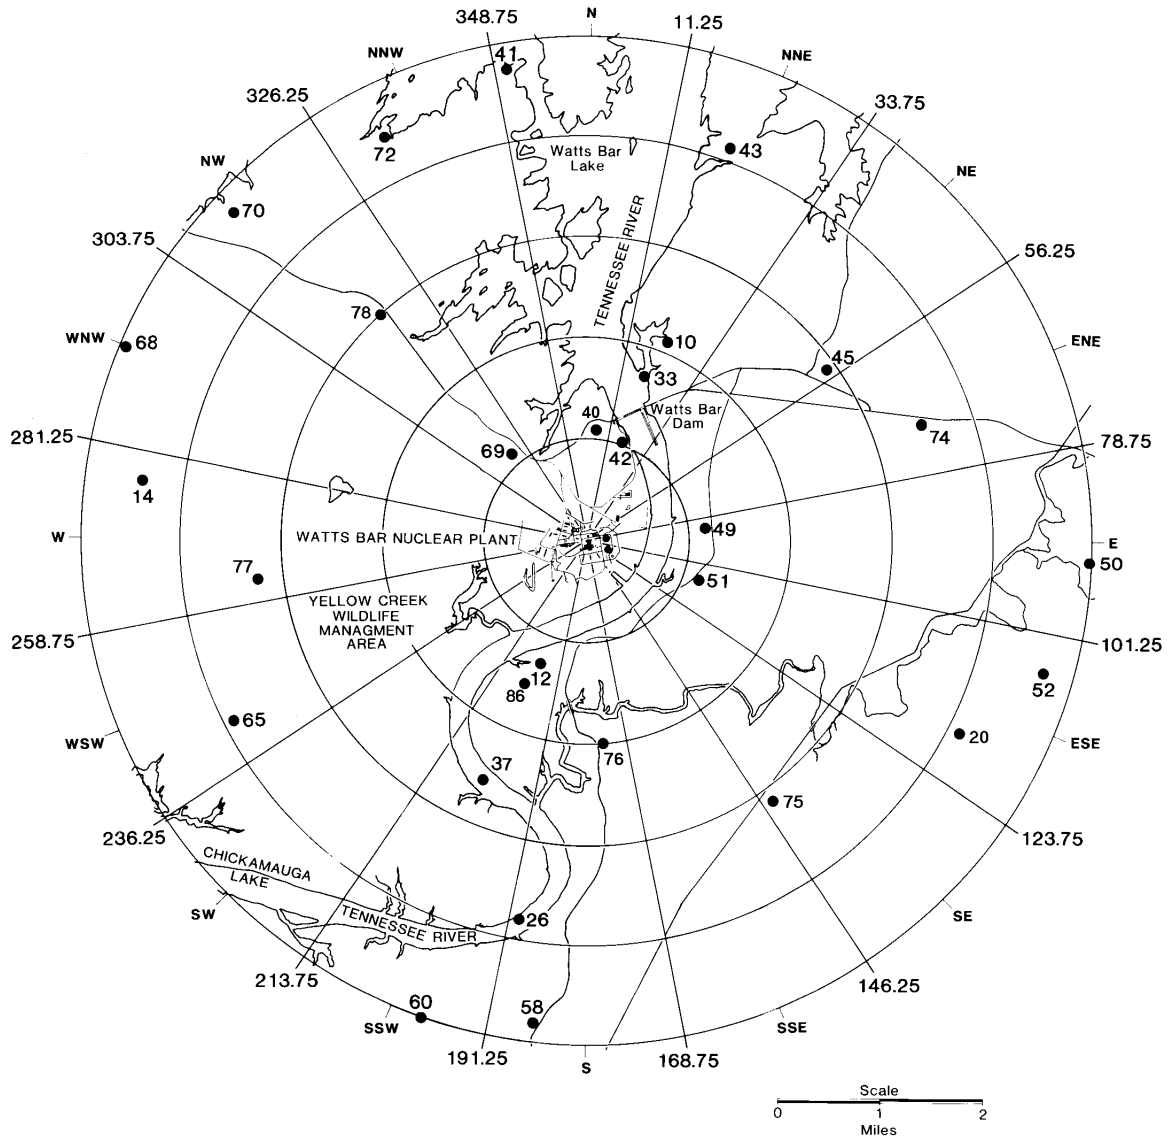 N
348.75
11.25
41
NNW
NNE
326.25
33.75
72
Watts Bar
Lake
43
NW
NE
70
TENNESSEE RIVER
303.75
56.25
78
WNW
68
10
ENE
45
33
40
Watts Bar
Dam
74
281.25
42
78.75
69
14
49
W
WATTS BAR NUCLEAR PLANT
E
50
77
51
YELLOW CREEK
WILDLIFE
MANAGMENT
AREA
258.75
101.25
12
52
86
65
WSW
20
ESE
76
37
75
236.25
123.75
CHICKAMAUGA
LAKE
SW
TENNESSEE RIVER
26
SE
213.75
146.25
60
58
SSW
SSE
191.25
168.75
S
Scale
0
1
2
Miles